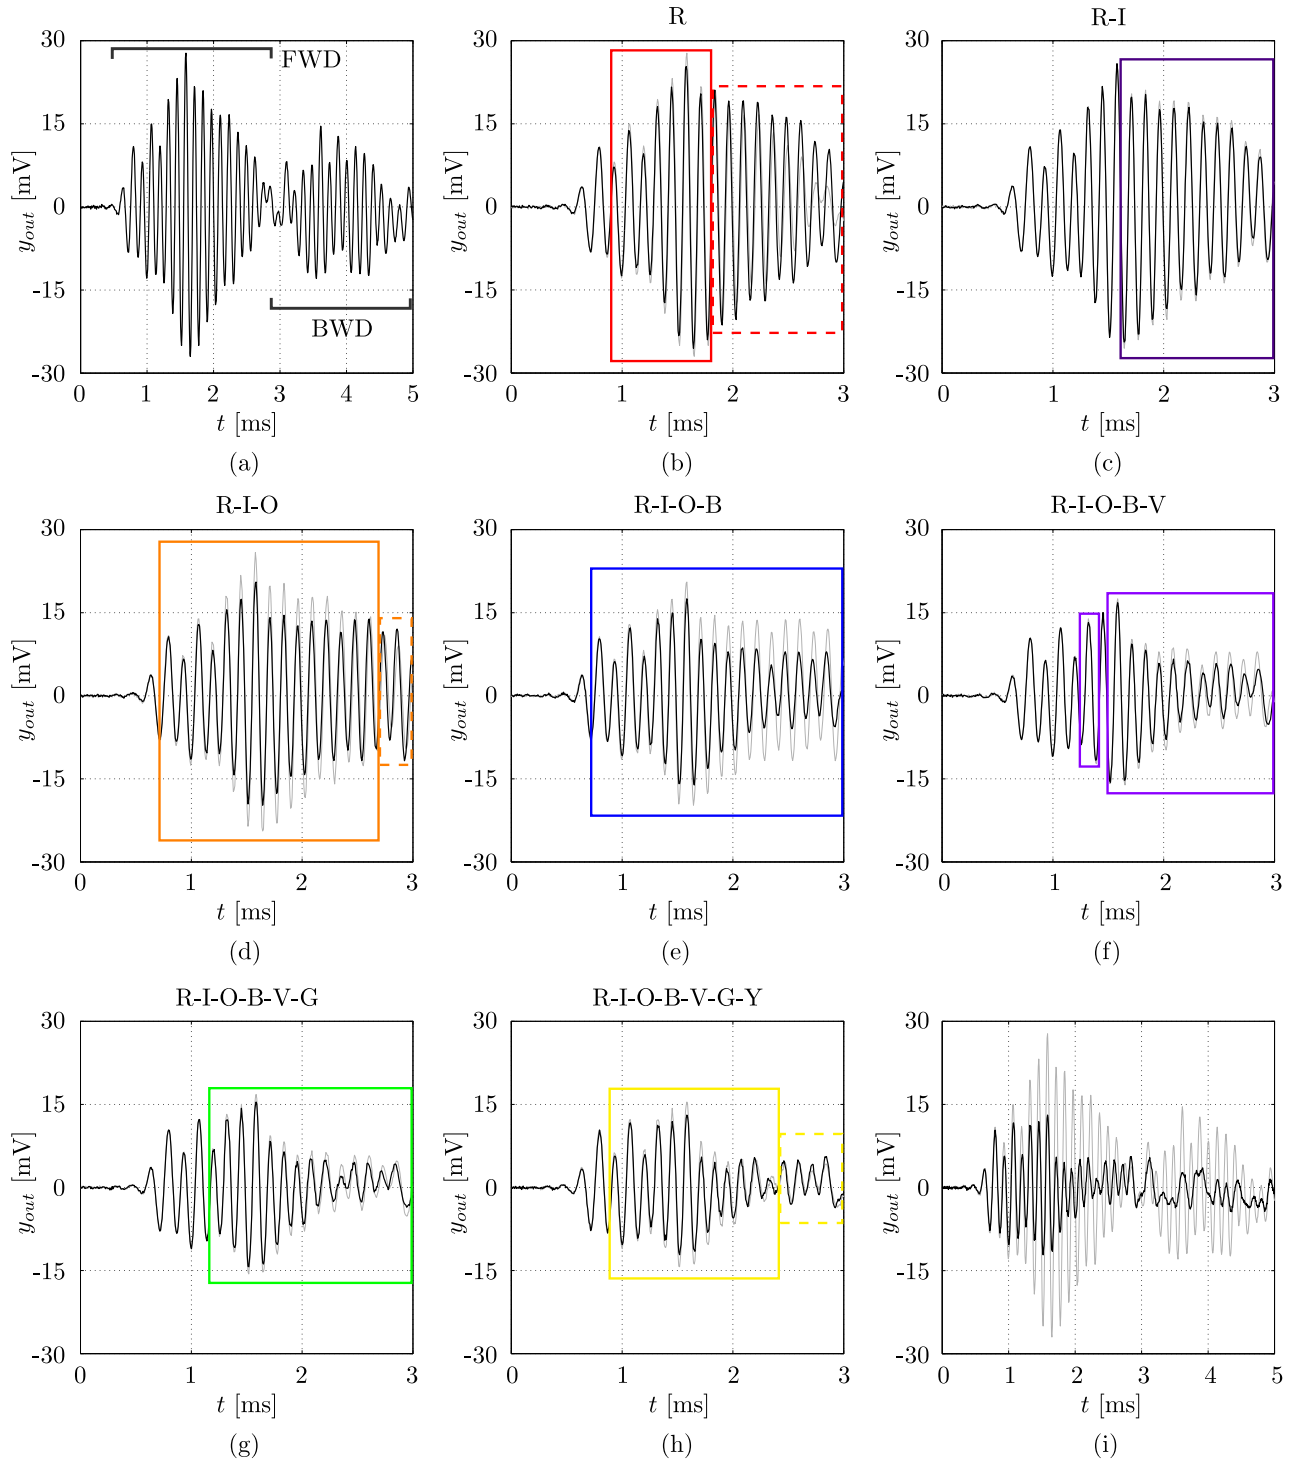 R
R-I
30
15
0
-15
-30
y_out [mV]
FWD
BWD
0 1 2 3 4 5
t [ms]
(a)
30
15
0
-15
-30
y_out [mV]
0 1 2 3
t [ms]
(b)
30
15
0
-15
-30
y_out [mV]
0 1 2 3
t [ms]
(c)
R-I-O
R-I-O-B
R-I-O-B-V
30
15
0
-15
-30
y_out [mV]
0 1 2 3
t [ms]
(d)
30
15
0
-15
-30
y_out [mV]
0 1 2 3
t [ms]
(e)
30
15
0
-15
-30
y_out [mV]
0 1 2 3
t [ms]
(f)
R-I-O-B-V-G
R-I-O-B-V-G-Y
30
15
0
-15
-30
y_out [mV]
0 1 2 3
t [ms]
(g)
30
15
0
-15
-30
y_out [mV]
0 1 2 3
t [ms]
(h)
30
15
0
-15
-30
y_out [mV]
0 1 2 3 4 5
t [ms]
(i)